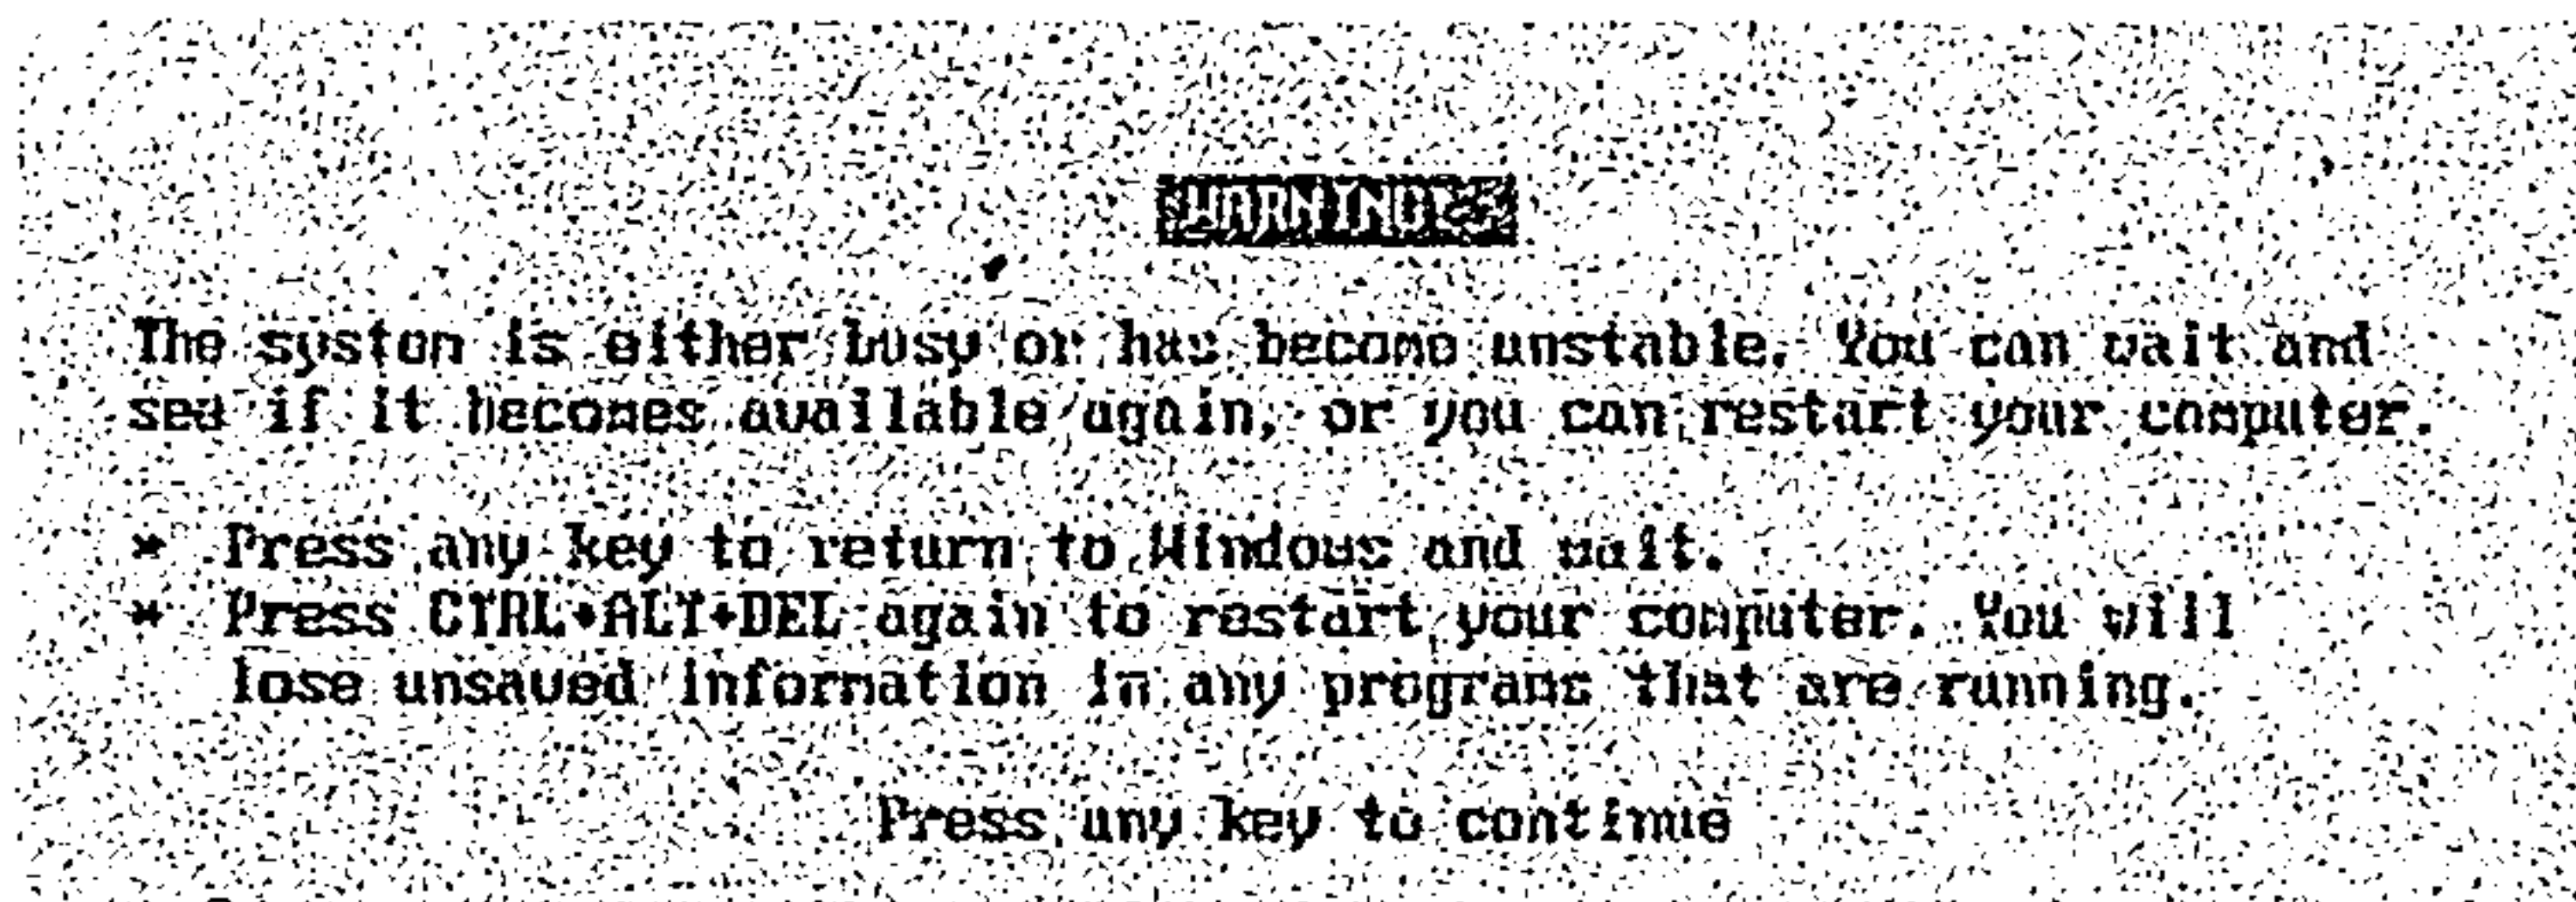 WARNING!
The system is either busy or has become unstable. You can wait and
see if it becomes available again, or you can restart your computer.
* Press any key to return to Windows and wait.
* Press CTRL+ALT+DEL again to restart your computer. You will
lose unsaved information in any programs that are running.
Press any key to continue